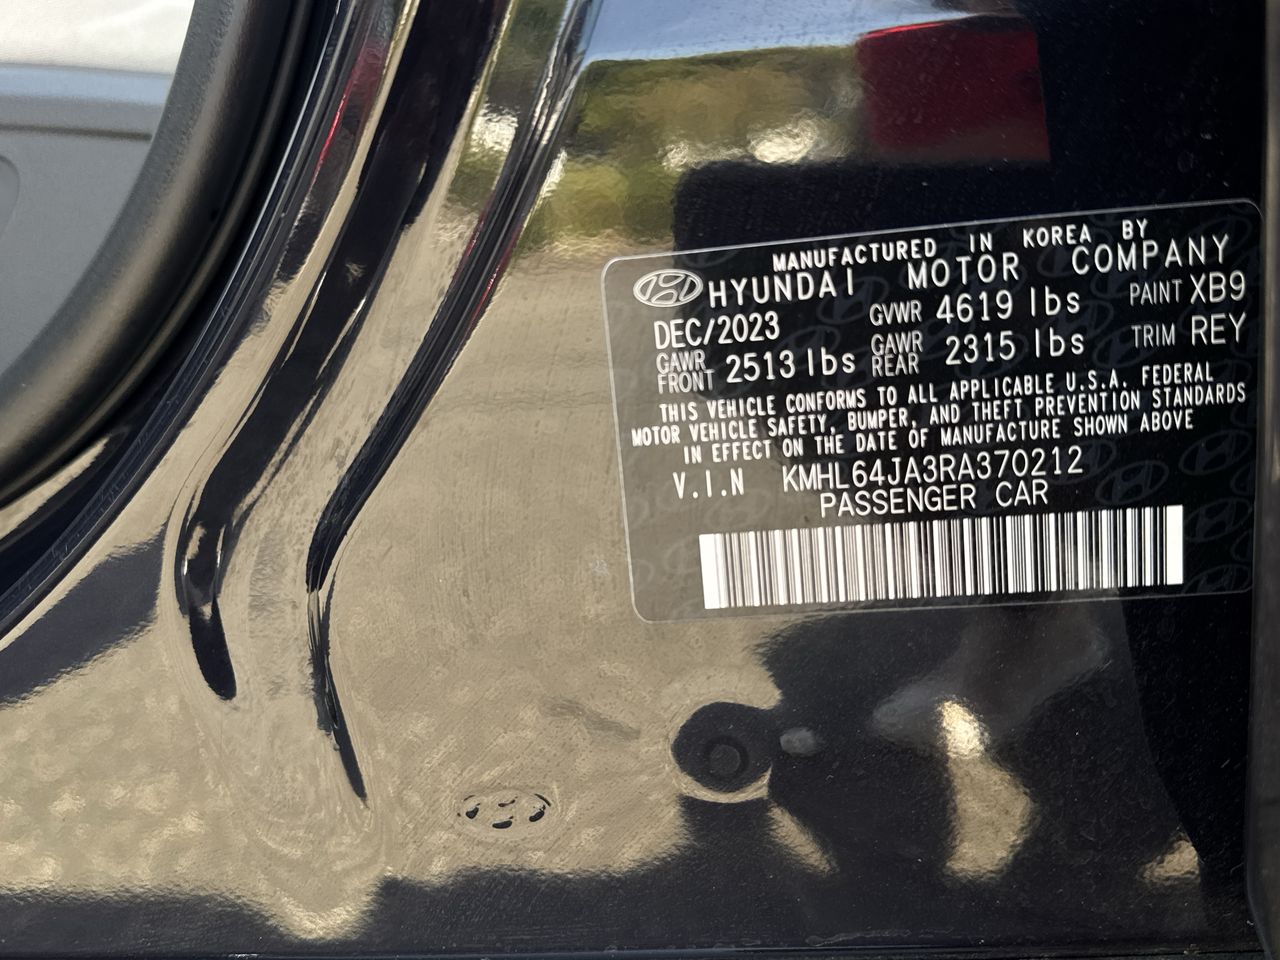 MANUFACTURED IN KOREA BY
HYUNDAI MOTOR COMPANY
DEC/2023 GVWR 4619 lbs PAINT XB9
GAWR FRONT 2513 lbs GAWR REAR 2315 lbs TRIM REY
THIS VEHICLE CONFORMS TO ALL APPLICABLE U.S.A. FEDERAL
MOTOR VEHICLE SAFETY, BUMPER, AND THEFT PREVENTION STANDARDS
IN EFFECT ON THE DATE OF MANUFACTURE SHOWN ABOVE
V.I.N KMHL64JA3RA370212
PASSENGER CAR